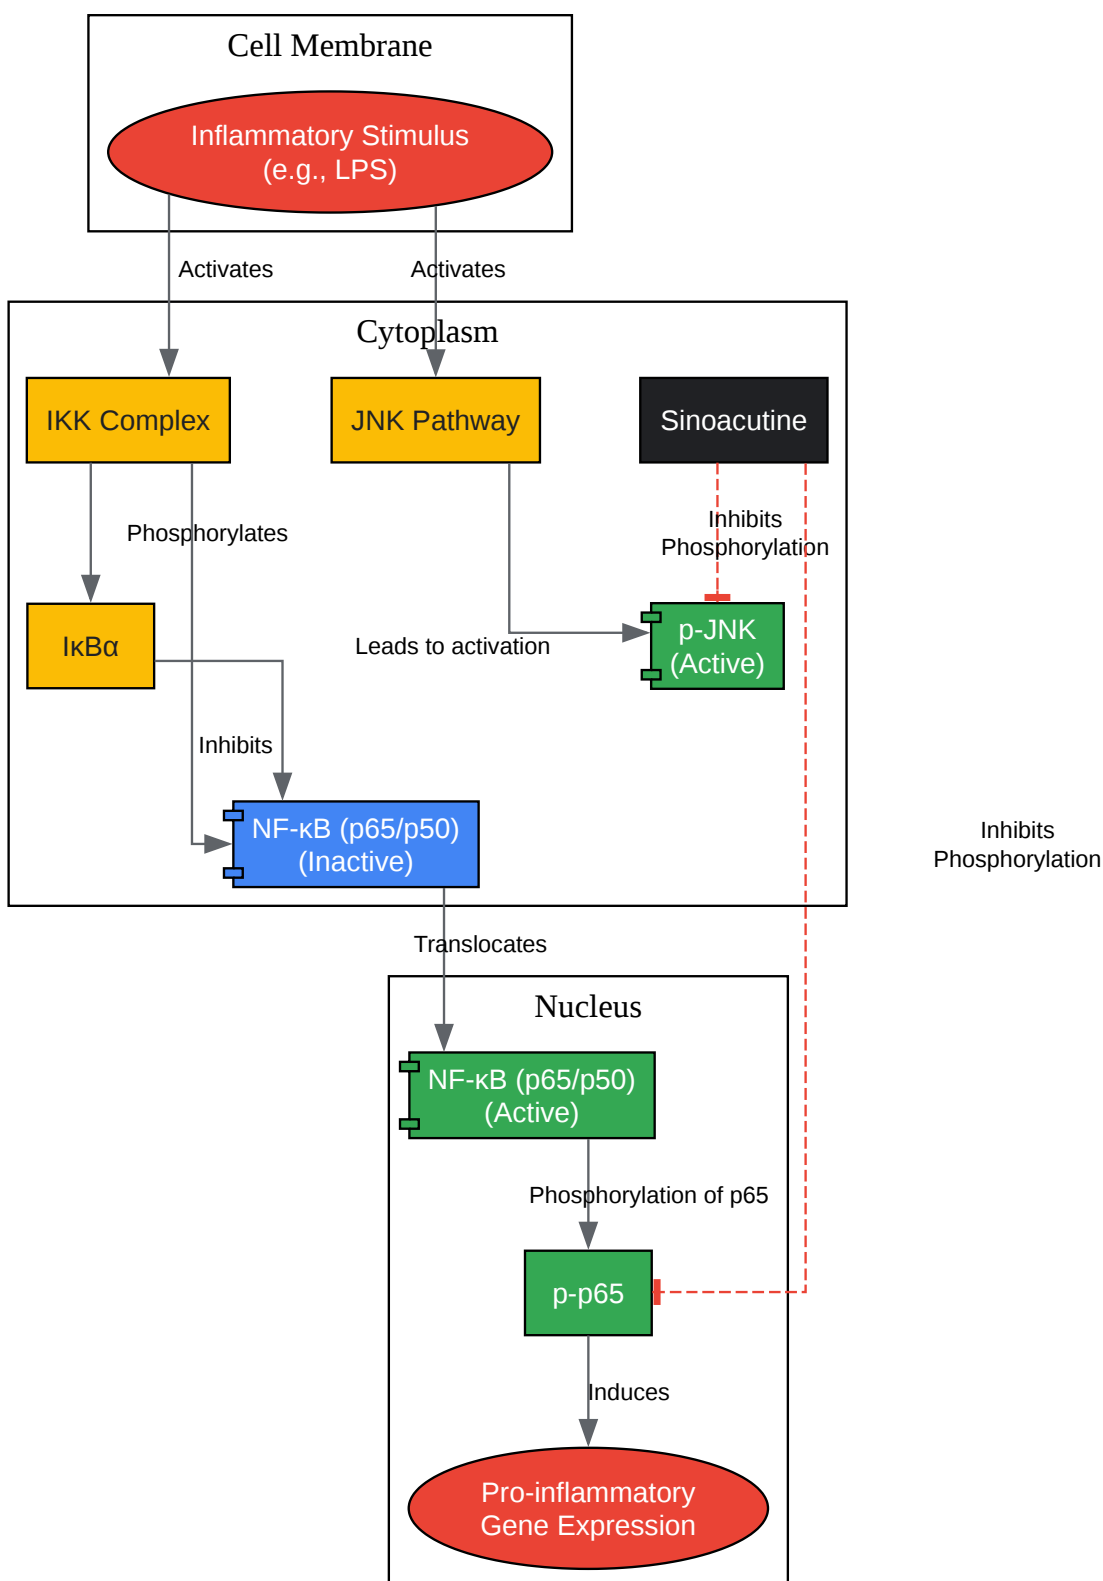 Cell Membrane
Inflammatory Stimulus
(e.g., LPS)
Activates
Activates
Cytoplasm
IKK Complex
JNK Pathway
Sinoacutine
Phosphorylates
Inhibits
Phosphorylation
IκBα
Leads to activation
p-JNK
(Active)
Inhibits
NF-κB (p65/p50)
(Inactive)
Inhibits
Phosphorylation
Translocates
Nucleus
NF-κB (p65/p50)
(Active)
Phosphorylation of p65
p-p65
Induces
Pro-inflammatory
Gene Expression